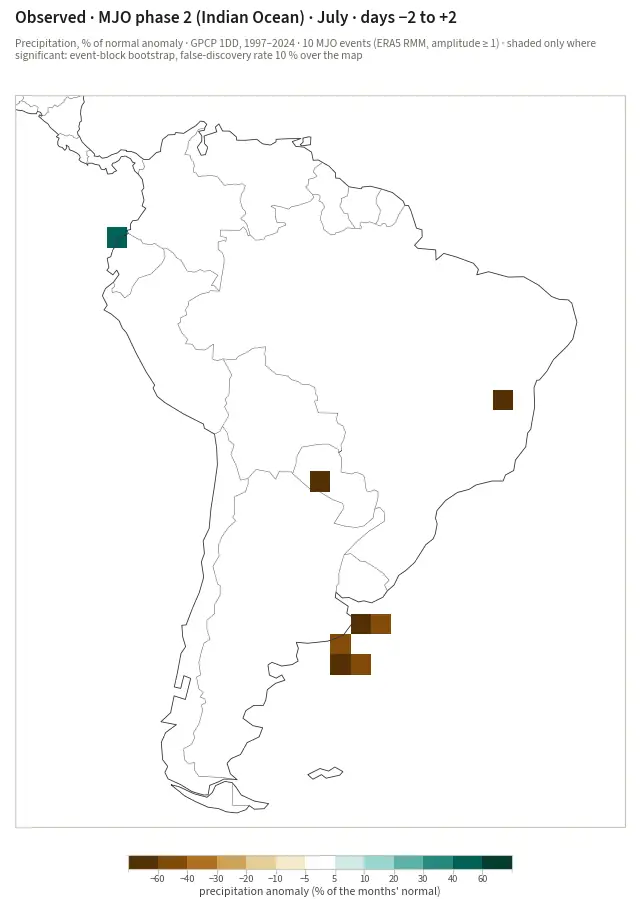 Observed · MJO phase 2 (Indian Ocean) · July · days −2 to +2
Precipitation, % of normal anomaly · GPCP 1DD, 1997–2024 · 10 MJO events (ERA5 RMM, amplitude ≥ 1) · shaded only where
significant: event-block bootstrap, false-discovery rate 10 % over the map
−60 −40 −30 −20 −10 −5 5 10 20 30 40 60
precipitation anomaly (% of the months' normal)